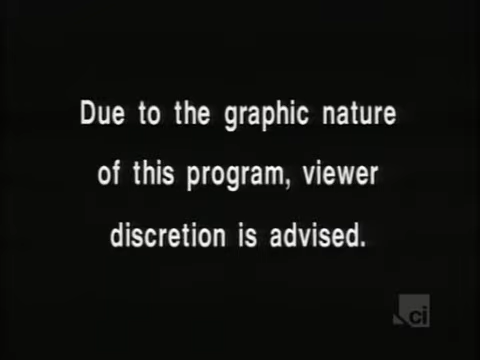 Due to the graphic nature
of this program, viewer
discretion is advised.
ci